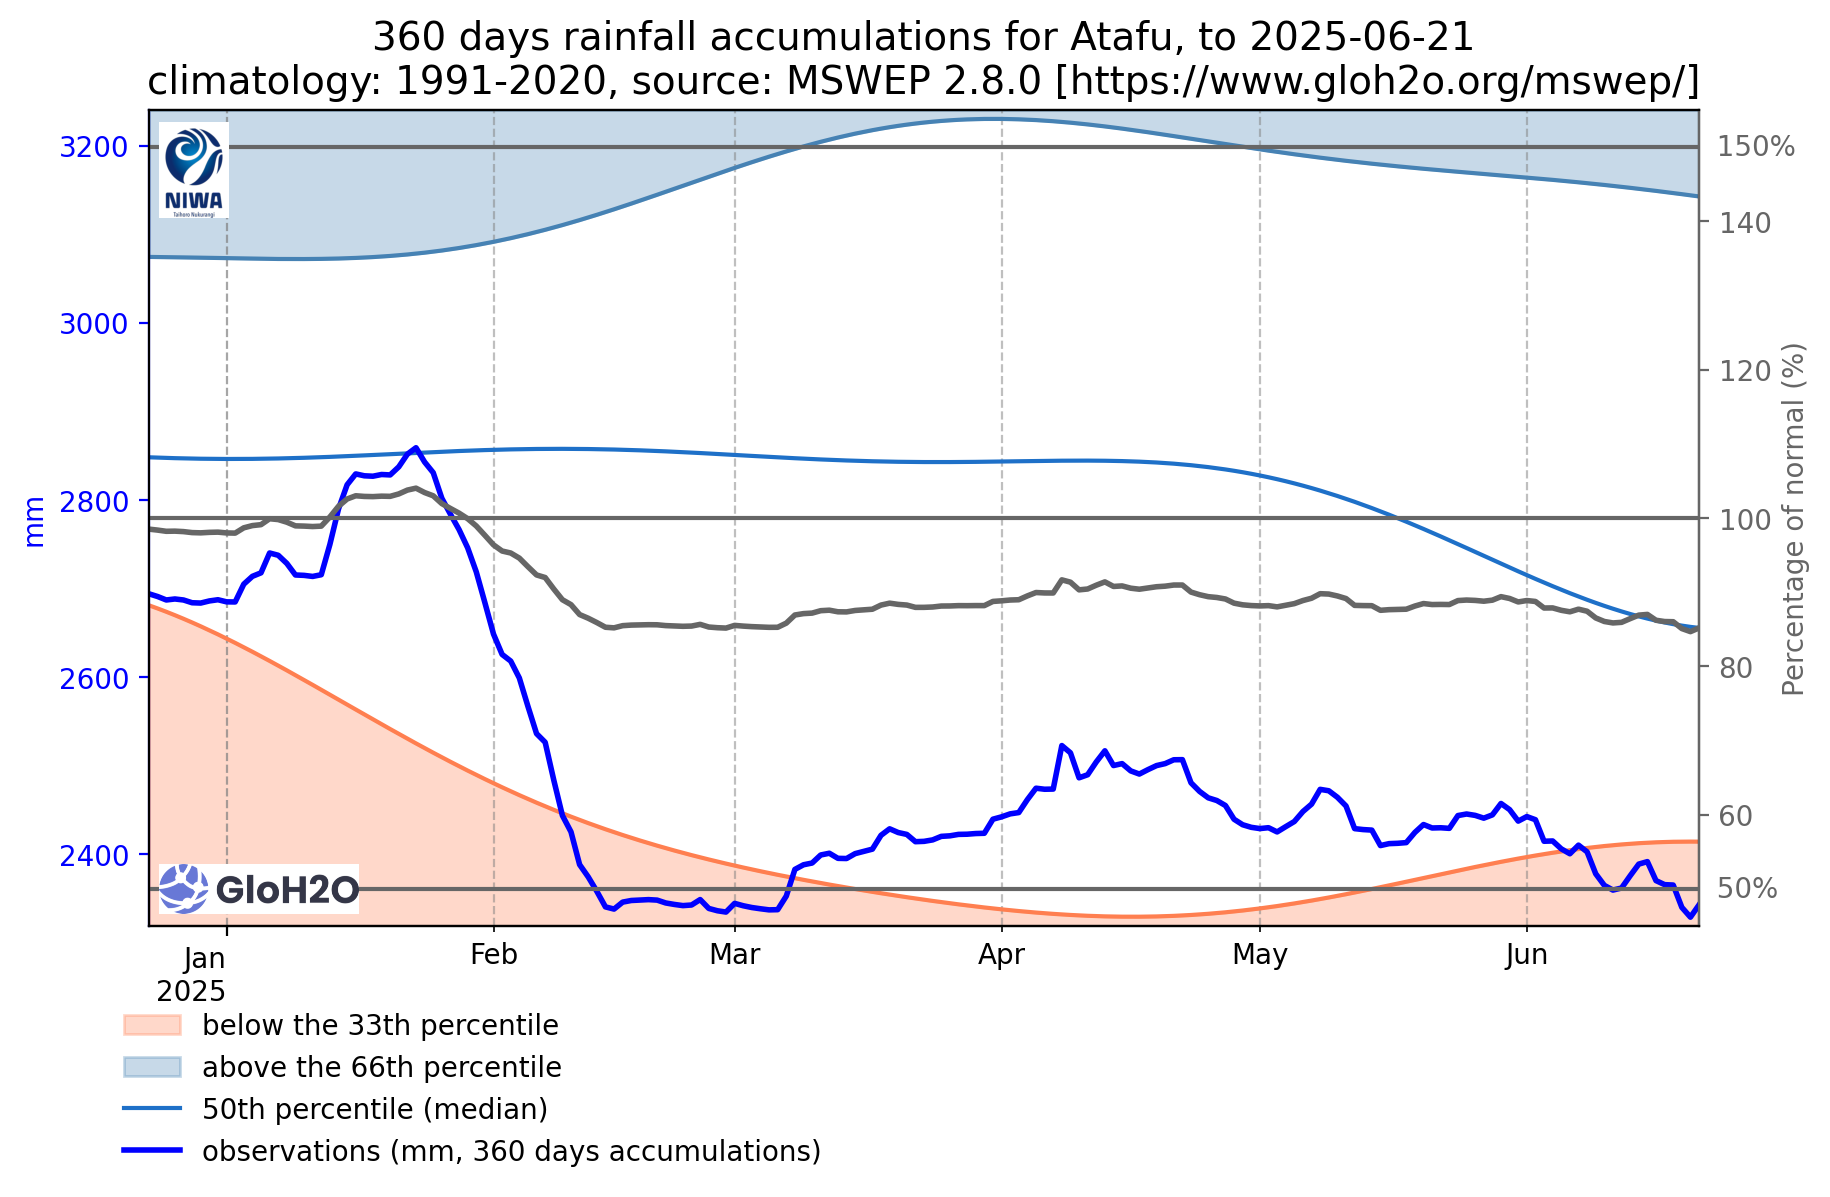 360 days rainfall accumulations for Atafu, to 2025-06-21
climatology: 1991-2020, source: MSWEP 2.8.0 [https://www.gloh2o.org/mswep/]
3200
3000
2800
2600
2400
mm
NIWA
Taihoro Nukurangi
GloH2O
150%
140
120
100
80
60
50%
Percentage of normal (%)
Jan
2025
Feb
Mar
Apr
May
Jun
below the 33th percentile
above the 66th percentile
50th percentile (median)
observations (mm, 360 days accumulations)